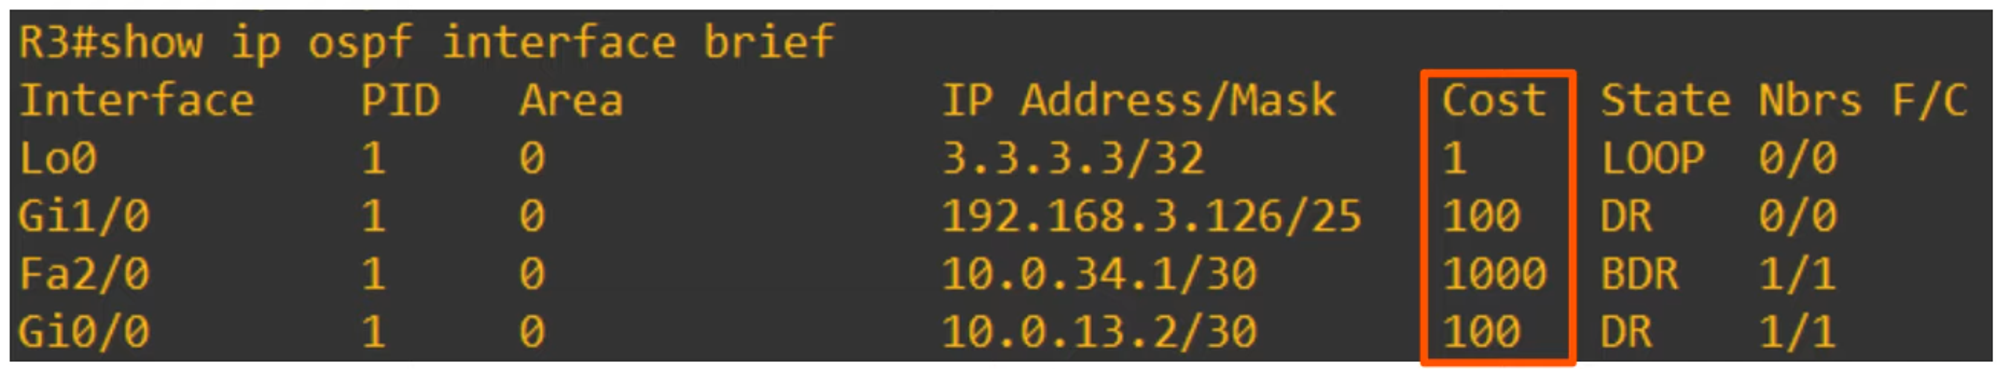 R3#show ip ospf interface brief
Interface PID Area IP Address/Mask Cost State Nbrs F/C
Lo0 1 0 3.3.3.3/32 1 LOOP 0/0
Gi1/0 1 0 192.168.3.126/25 100 DR 0/0
Fa2/0 1 0 10.0.34.1/30 1000 BDR 1/1
Gi0/0 1 0 10.0.13.2/30 100 DR 1/1